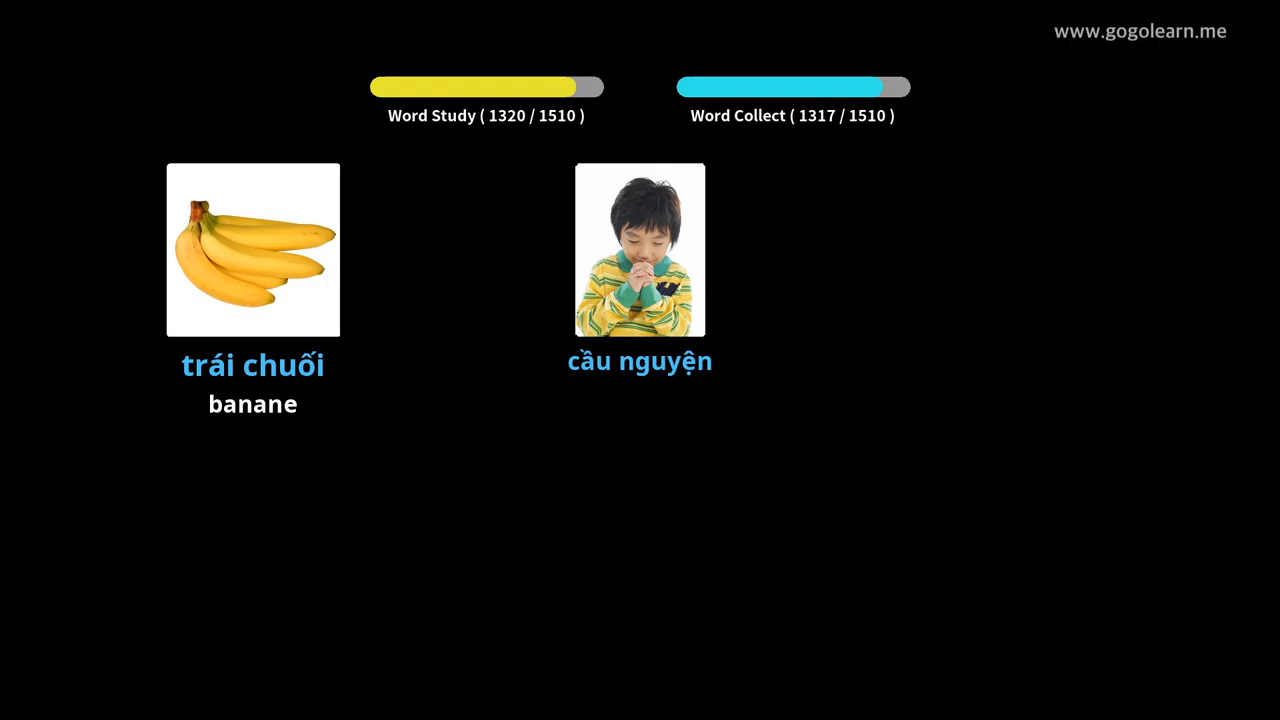 www.gogolearn.me
Word Study ( 1320 / 1510 )
Word Collect ( 1317 / 1510 )
trái chuối
banane
cầu nguyện